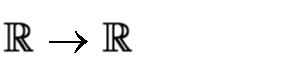 ℝ → ℝ